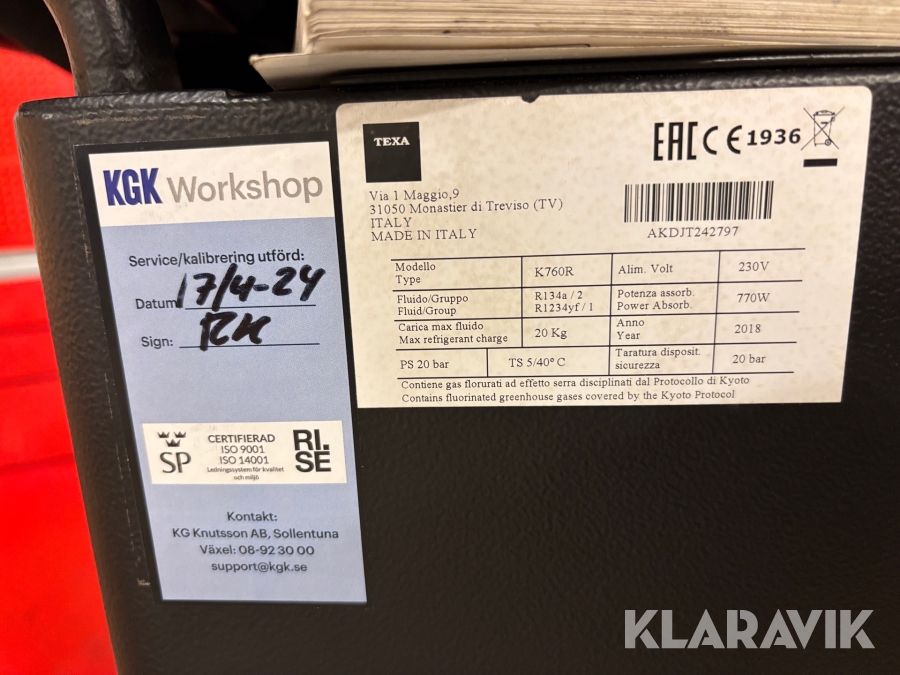 KGK Workshop
Service/kalibrering utförd:
Datum 17/4-24
Sign: RK
SP
CERTIFIERAD
ISO 9001
ISO 14001
Ledningssystem för kvalitet
och miljö
RI.
SE
Kontakt:
KG Knutsson AB, Sollentuna
Växel: 08-92 30 00
support@kgk.se
TEXA
EAC CE 1936
Via 1 Maggio,9
31050 Monastier di Treviso (TV)
ITALY
MADE IN ITALY
AKDJT242797
Modello
Type
K760R
Alim. Volt
230V
Fluido/Gruppo
Fluid/Group
R134a / 2
R1234yf / 1
Potenza assorb.
Power Absorb.
770W
Carica max fluido
Max refrigerant charge
20 Kg
Anno
Year
2018
PS 20 bar
TS 5/40° C
Taratura disposit.
sicurezza
20 bar
Contiene gas florurati ad effetto serra disciplinati dal Protocollo di Kyoto
Contains fluorinated greenhouse gases covered by the Kyoto Protocol
KLARAVIK